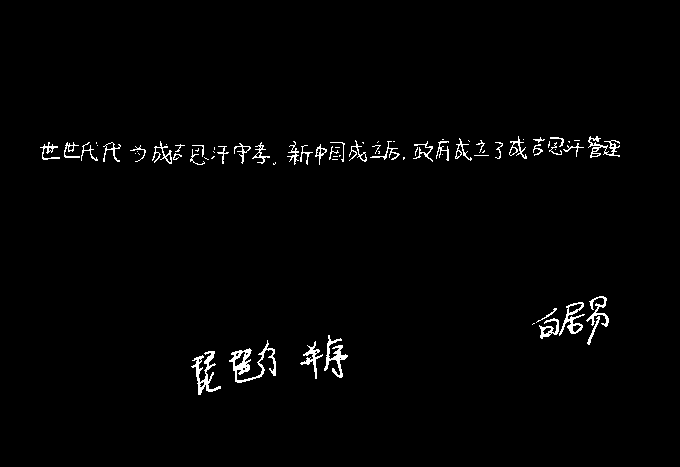 世世代代为成吉思汗守孝。新中国成立后,政府成立了成吉思汗管理
白居易
琵琶行 并序